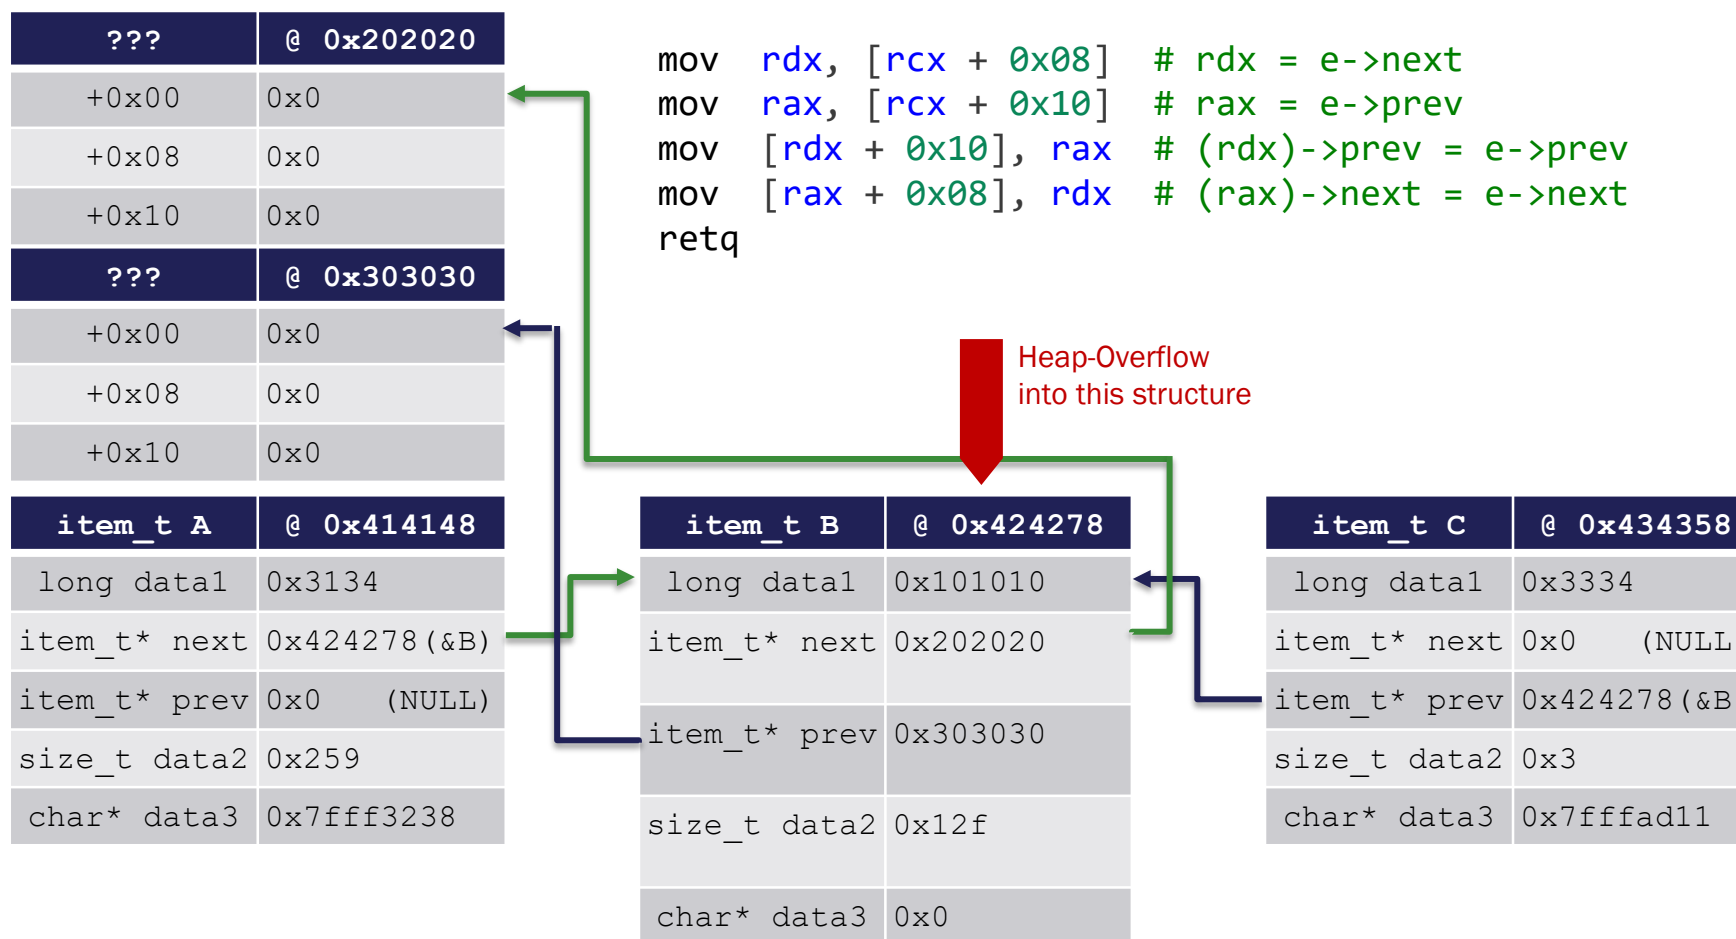 ??? @ 0x202020
+0x00 0x0
+0x08 0x0
+0x10 0x0
??? @ 0x303030
+0x00 0x0
+0x08 0x0
+0x10 0x0
mov rdx, [rcx + 0x08] # rdx = e->next
mov rax, [rcx + 0x10] # rax = e->prev
mov [rdx + 0x10], rax # (rdx)->prev = e->prev
mov [rax + 0x08], rdx # (rax)->next = e->next
retq
Heap-Overflow
into this structure
item_t A @ 0x414148
long data1 0x3134
item_t* next 0x424278(&B)
item_t* prev 0x0 (NULL)
size_t data2 0x259
char* data3 0x7fff3238
item_t B @ 0x424278
long data1 0x101010
item_t* next 0x202020
item_t* prev 0x303030
size_t data2 0x12f
char* data3 0x0
item_t C @ 0x434358
long data1 0x3334
item_t* next 0x0 (NULL
item_t* prev 0x424278(&B
size_t data2 0x3
char* data3 0x7fffad11